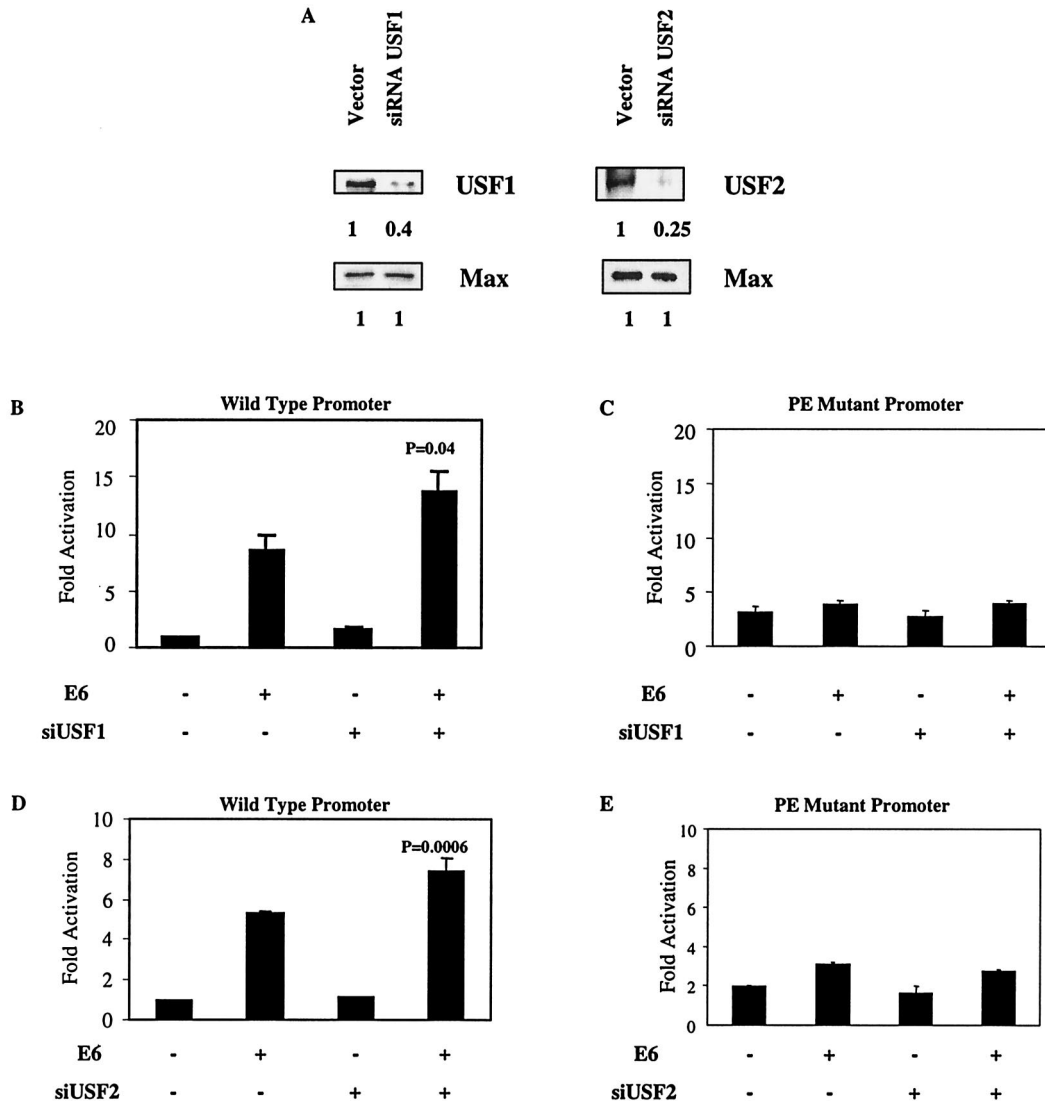 A
Vector
siRNA USF1
Vector
siRNA USF2
USF1
USF2
1 0.4
1 0.25
Max
Max
1 1
1 1
B
Wild Type Promoter
Fold Activation
20
15
10
5
0
P=0.04
E6 - + - +
siUSF1 - - + +
C
PE Mutant Promoter
Fold Activation
20
15
10
5
0
E6 - + - +
siUSF1 - - + +
D
Wild Type Promoter
Fold Activation
10
8
6
4
2
0
P=0.0006
E6 - + - +
siUSF2 - - + +
E
PE Mutant Promoter
Fold Activation
10
8
6
4
2
0
E6 - + - +
siUSF2 - - + +